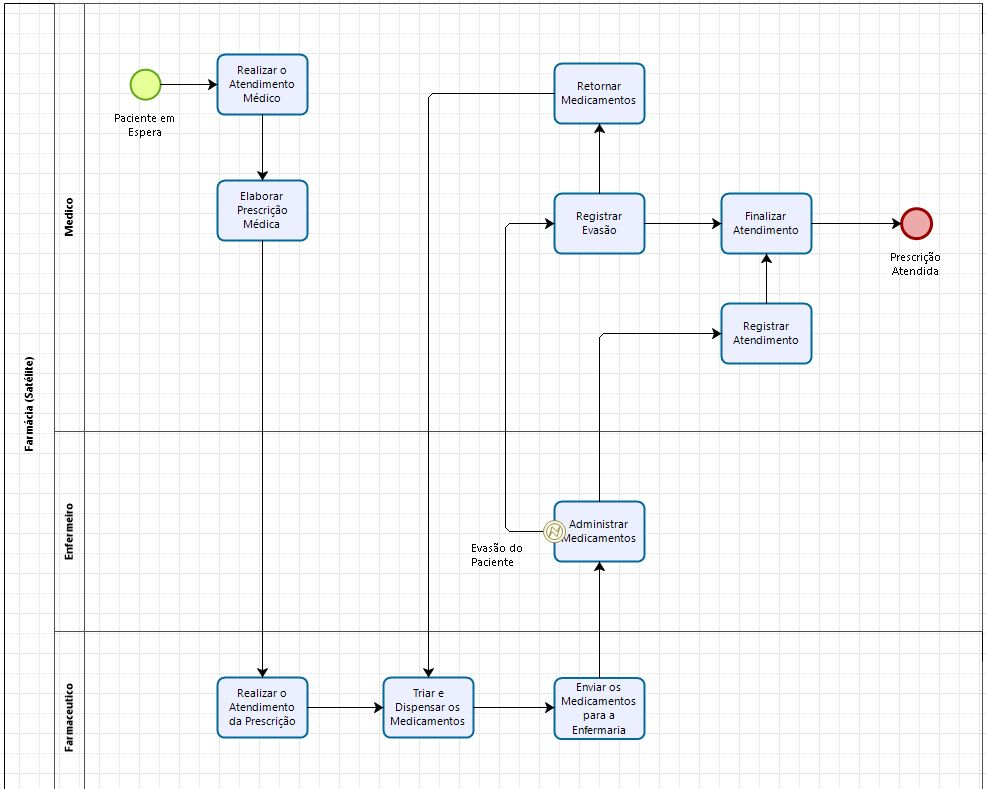 Farmácia (Satélite)
Medico
Paciente em
Espera
Realizar o
Atendimento
Médico
Elaborar
Prescrição
Médica
Retornar
Medicamentos
Registrar
Evasão
Finalizar
Atendimento
Prescrição
Atendida
Registrar
Atendimento
Enfermeiro
Evasão do
Paciente
Administrar
Medicamentos
Farmaceutico
Realizar o
Atendimento
da Prescrição
Triar e
Dispensar os
Medicamentos
Enviar os
Medicamentos
para a
Enfermaria